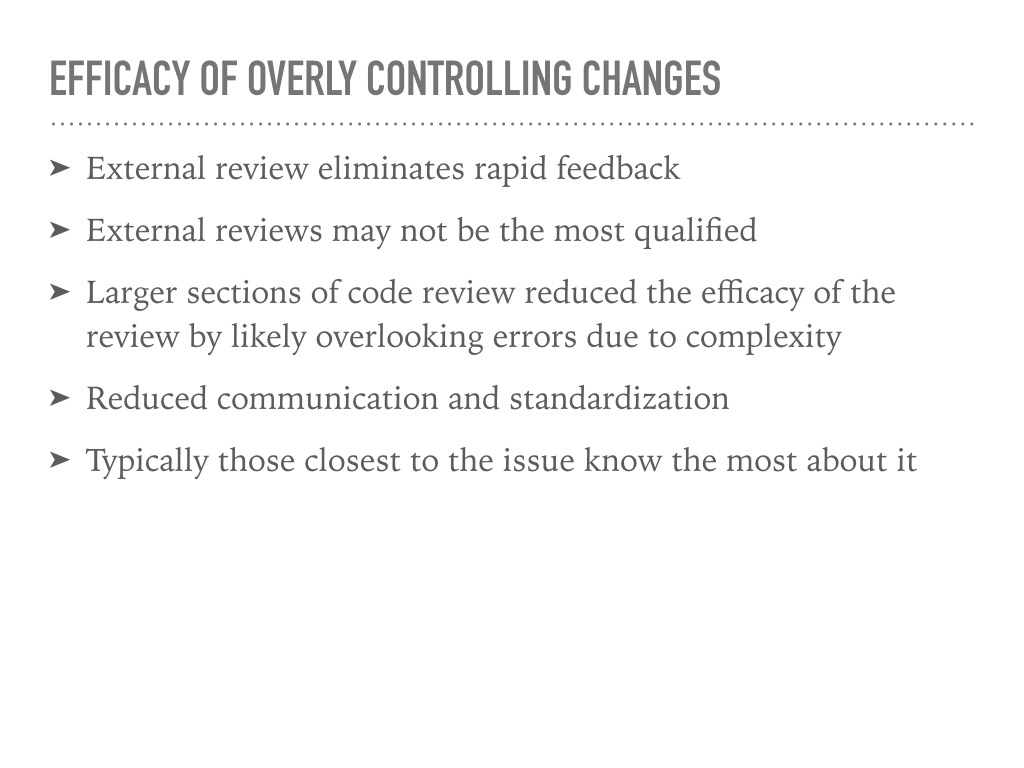 EFFICACY OF OVERLY CONTROLLING CHANGES
➤ External review eliminates rapid feedback
➤ External reviews may not be the most qualified
➤ Larger sections of code review reduced the efficacy of the
review by likely overlooking errors due to complexity
➤ Reduced communication and standardization
➤ Typically those closest to the issue know the most about it